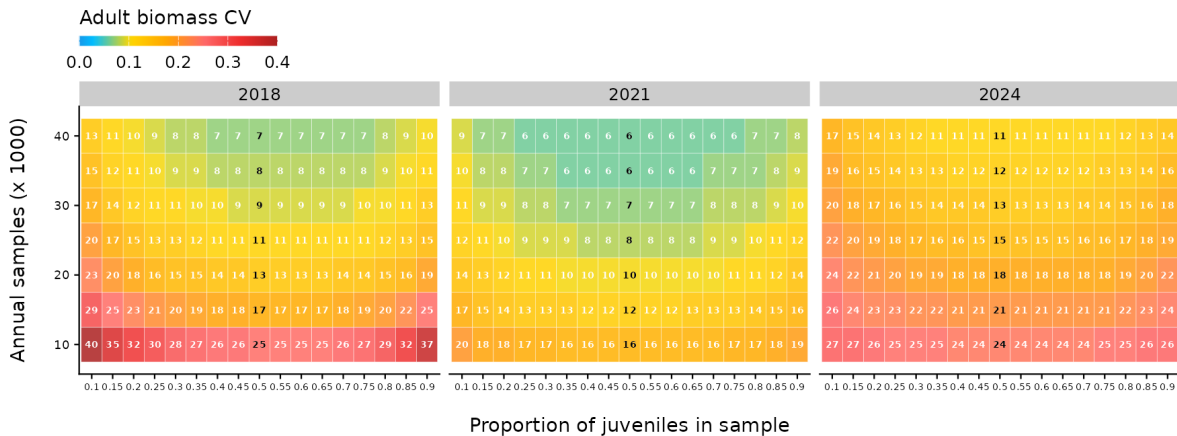 Adult biomass CV
0.0 0.1 0.2 0.3 0.4
2018 2021 2024
Annual samples (x 1000)
40 13 11 10 9 8 8 7 7 7 7 7 7 7 7 8 9 10 9 7 7 6 6 6 6 6 6 6 6 6 6 6 7 7 8 17 15 14 13 12 11 11 11 11 11 11 11 11 11 12 13 14
15 12 11 10 9 9 8 8 8 8 8 8 8 8 9 10 11 10 8 8 7 7 6 6 6 6 6 6 6 7 7 7 8 9 19 16 15 14 13 13 12 12 12 12 12 12 12 13 14 14 16
30 17 14 12 11 11 10 10 9 9 9 9 9 9 10 10 11 13 11 9 9 8 8 7 7 7 7 7 7 7 8 8 8 9 10 20 18 17 16 15 14 14 14 13 13 13 14 14 14 15 16 18
20 17 15 13 13 12 11 11 11 11 11 11 11 11 12 13 15 12 11 10 9 9 9 8 8 8 8 8 8 9 9 10 11 12 22 20 19 18 17 16 16 15 15 15 15 15 16 16 17 18 19
20 23 20 18 16 15 15 14 14 13 13 13 13 14 14 15 16 19 14 13 12 11 11 10 10 10 10 10 10 10 10 11 11 12 14 24 22 21 20 19 19 18 18 18 18 18 18 18 18 19 20 22
29 25 23 21 20 19 18 18 17 17 17 18 18 19 20 22 25 17 15 14 14 13 13 12 12 12 12 12 13 13 13 14 15 16 26 24 23 23 22 22 21 21 21 21 21 21 21 22 22 23 24
10 40 35 32 30 28 27 26 26 25 25 25 25 26 27 29 32 37 20 18 18 17 17 16 16 16 16 16 16 16 16 17 17 18 19 27 27 26 25 25 25 24 24 24 24 24 24 24 25 25 26 26
0.1 0.15 0.2 0.25 0.3 0.35 0.4 0.45 0.5 0.55 0.6 0.65 0.7 0.75 0.8 0.85 0.9 0.1 0.15 0.2 0.25 0.3 0.35 0.4 0.45 0.5 0.55 0.6 0.65 0.7 0.75 0.8 0.85 0.9 0.1 0.15 0.2 0.25 0.3 0.35 0.4 0.45 0.5 0.55 0.6 0.65 0.7 0.75 0.8 0.85 0.9
Proportion of juveniles in sample